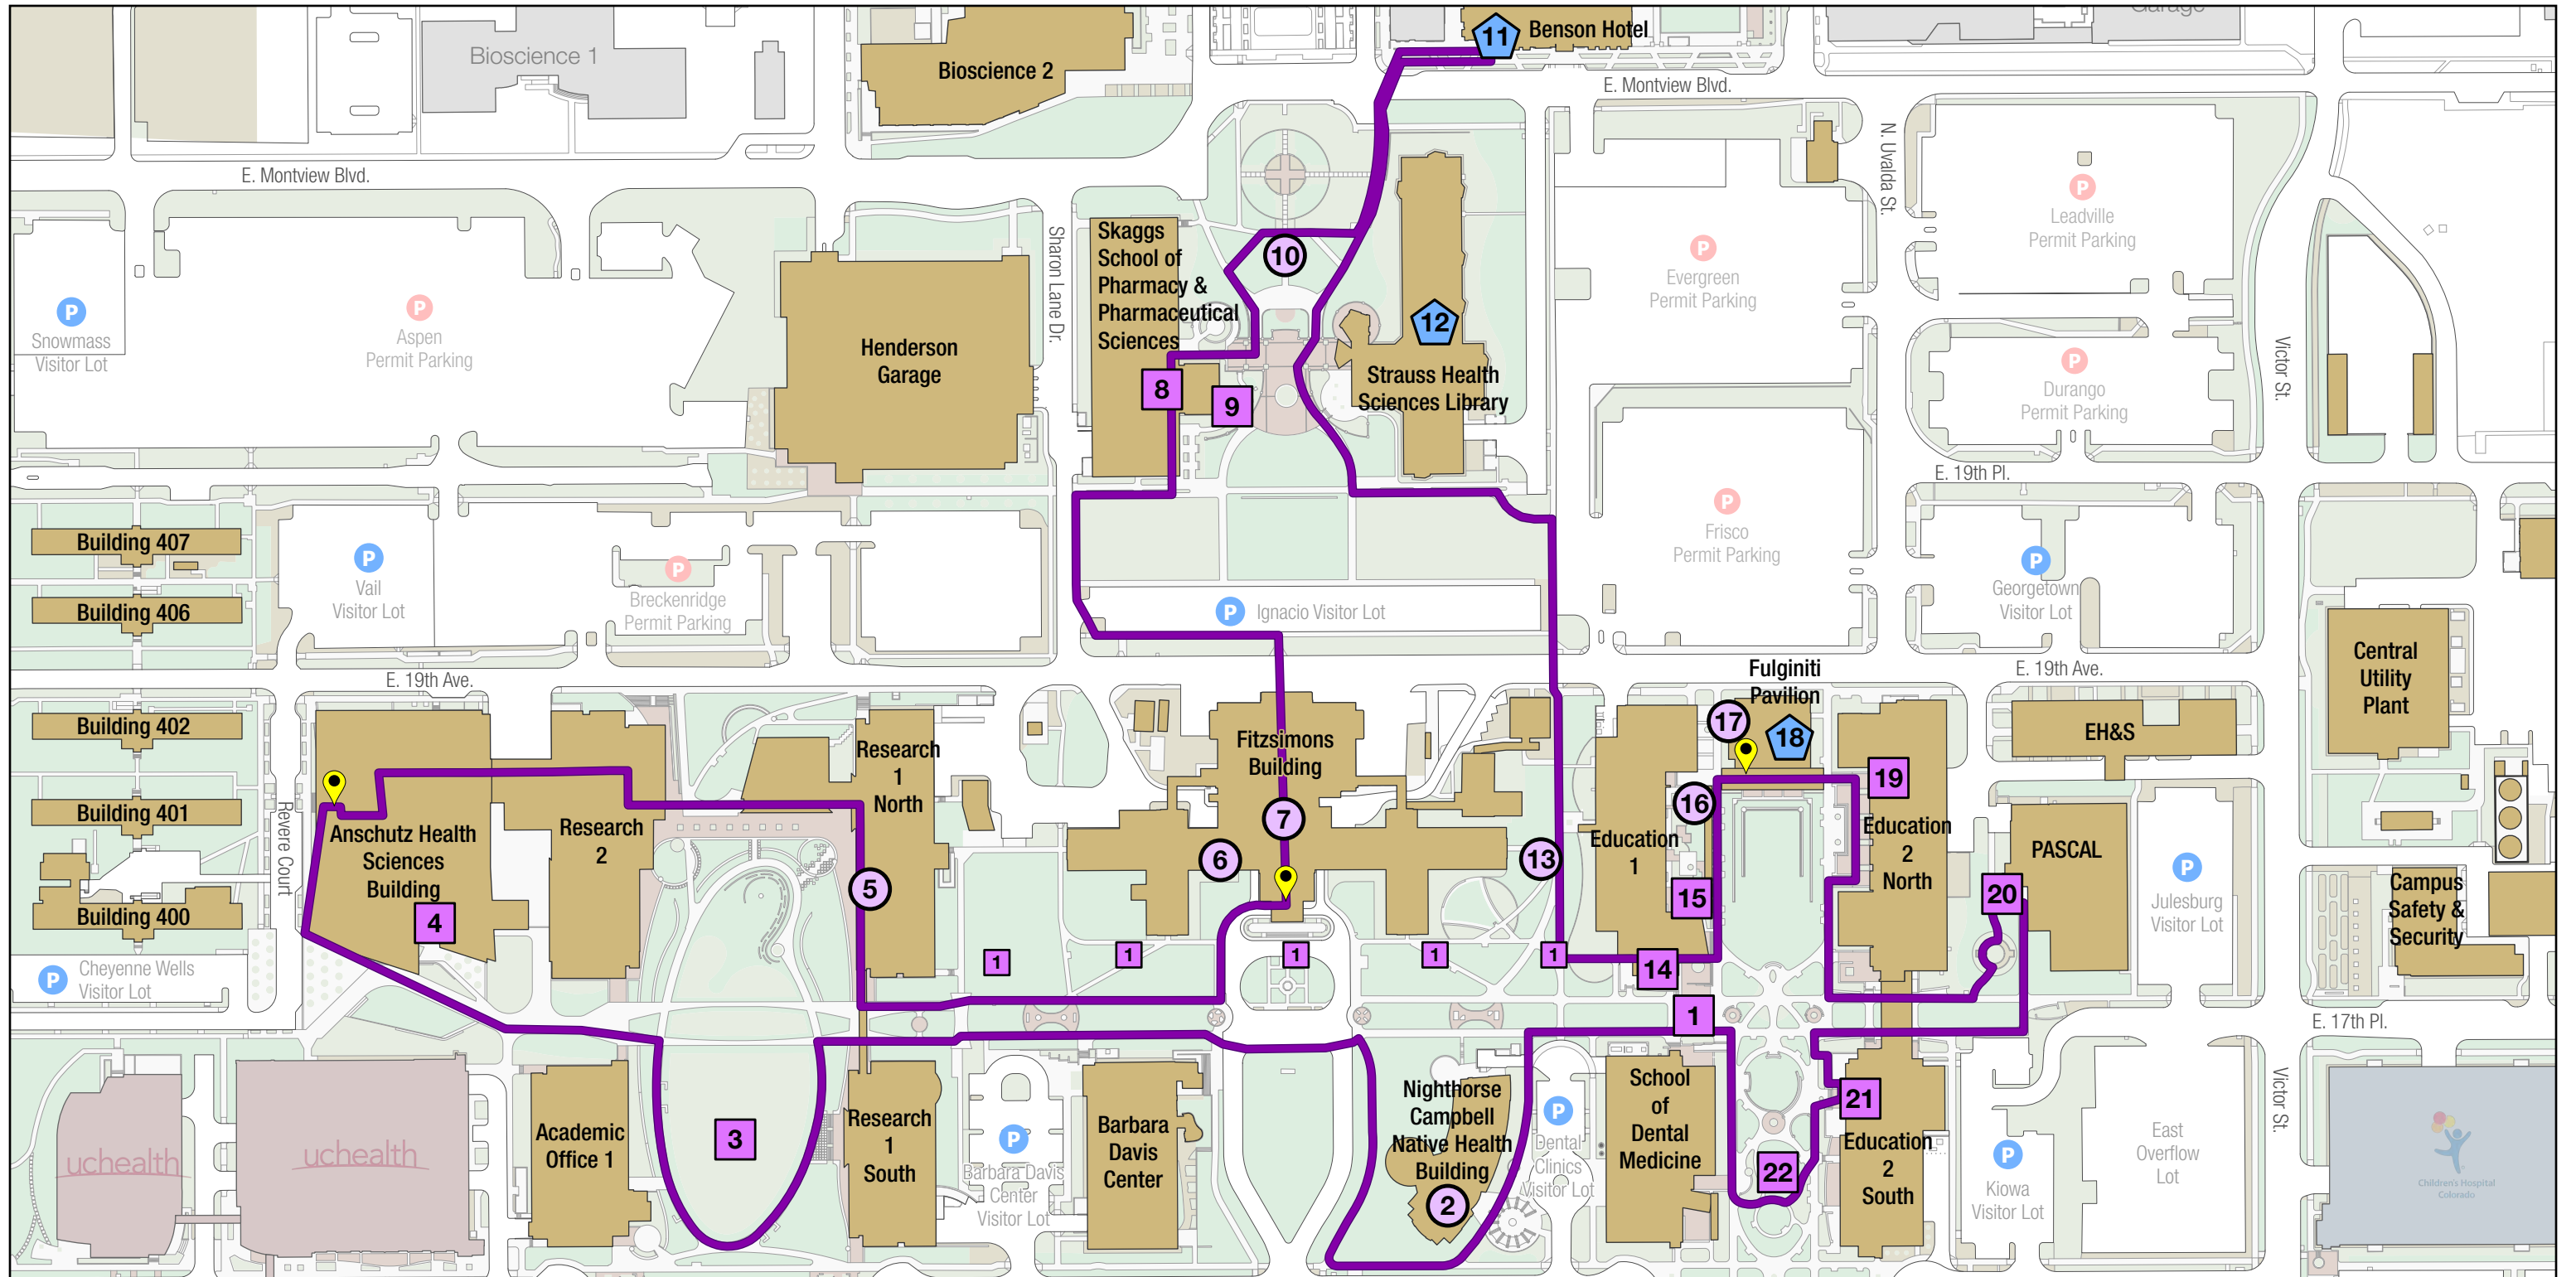 Garage
11
Benson Hotel
Bioscience 1
Bioscience 2
E. Montview Blvd.
E. Montview Blvd.
N. Uvalda St.
P
Leadville
Permit Parking
Sharon Lane Dr.
Skaggs
School of
Pharmacy &
Pharmaceutical
Sciences
10
P
Evergreen
Permit Parking
P
Snowmass
Visitor Lot
P
Aspen
Permit Parking
Henderson
Garage
12
Strauss Health
Sciences Library
8
9
P
Durango
Permit Parking
Victor St.
E. 19th Pl.
P
Frisco
Permit Parking
Building 407
Building 406
P
Vail
Visitor Lot
P
Breckenridge
Permit Parking
P
Ignacio Visitor Lot
P
Georgetown
Visitor Lot
E. 19th Ave.
E. 19th Ave.
Central
Utility
Plant
Fulginiti
Pavilion
17
18
Building 402
Building 401
Building 400
Revere Court
Anschutz Health
Sciences
Building
4
Research
2
Research
1
North
5
Fitzsimons
Building
7
6
13
Education
1
16
15
19
Education
2
North
EH&S
PASCAL
20
P
Julesburg
Visitor Lot
Campus
Safety &
Security
P
Cheyenne Wells
Visitor Lot
1
1
1
1
1
14
1
E. 17th Pl.
uchealth
uchealth
Academic
Office 1
3
Research
1
South
P
Barbara Davis
Center
Visitor Lot
Barbara
Davis
Center
Nighthorse
Campbell
Native Health
Building
2
P
Dental
Clinics
Visitor Lot
School
of
Dental
Medicine
22
21
Education
2
South
P
Kiowa
Visitor Lot
East
Overflow
Lot
Victor St.
Children's Hospital
Colorado